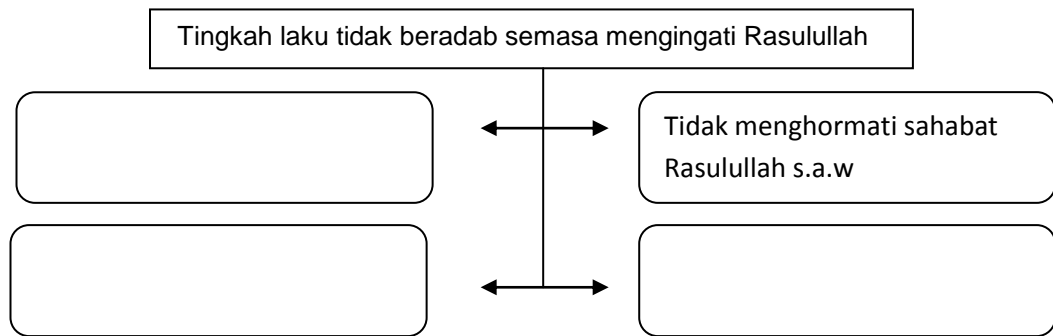 Tingkah laku tidak beradab semasa mengingati Rasulullah
Tidak menghormati sahabat
Rasulullah s.a.w